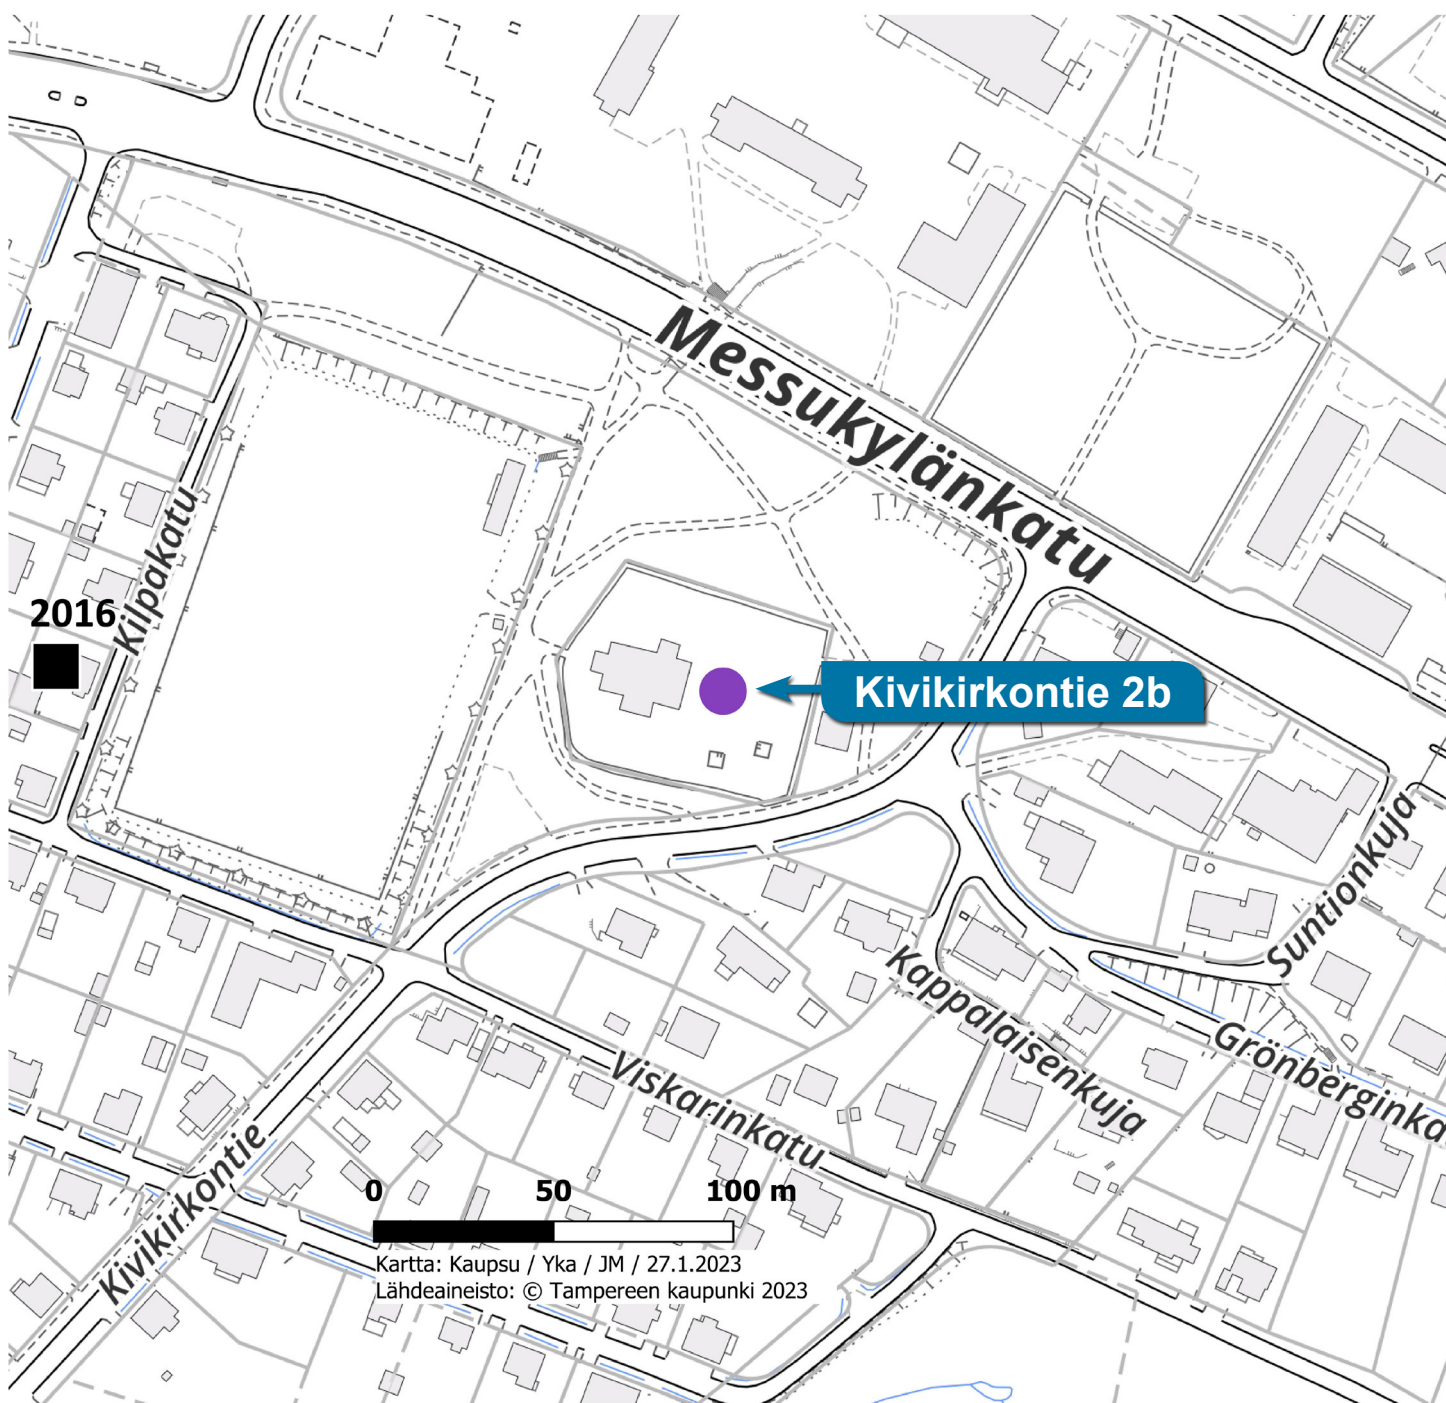 Messukylänkatu
Kilpakatu
2016
Kivikirkontie 2b
Suntionkuja
Kappalaisenkuja
Grönberginka
Viskarinkatu
Kivikirkontie
0 50 100 m
Kartta: Kaupsu / Yka / JM / 27.1.2023
Lähdeaineisto: © Tampereen kaupunki 2023